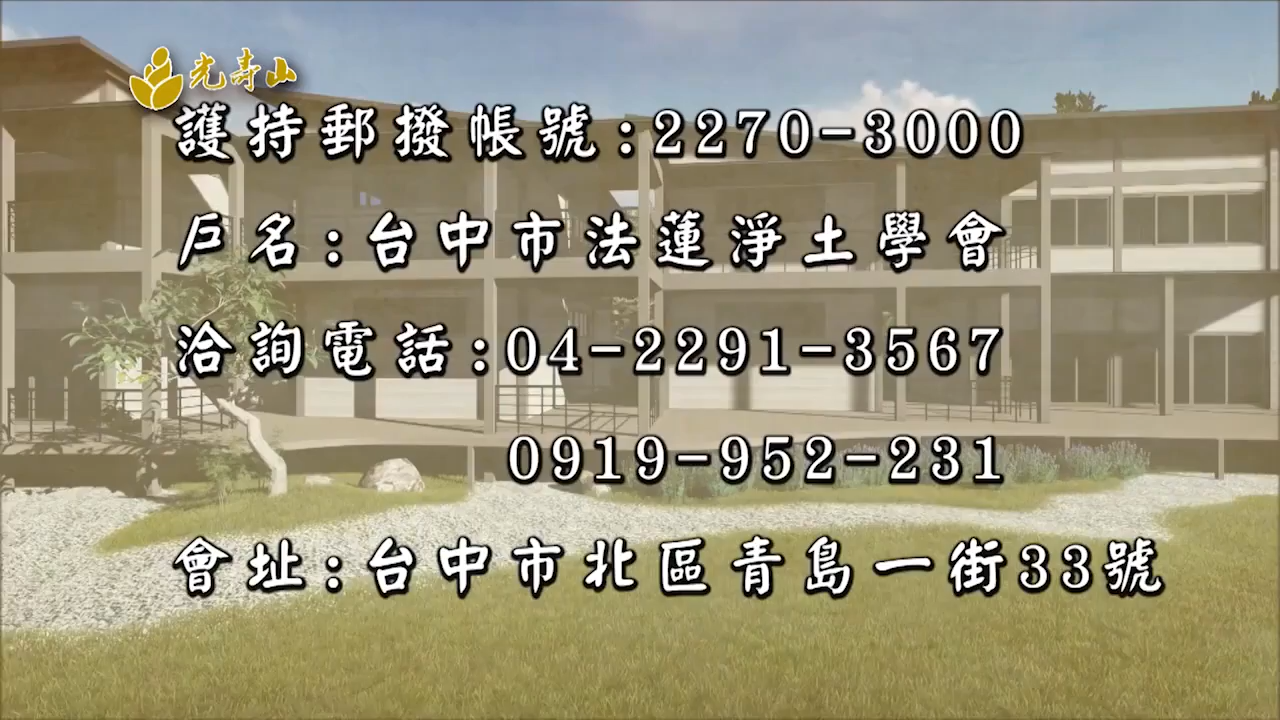 光壽山
護持郵撥帳號:2270-3000
戶名:台中市法蓮淨土學會
洽詢電話:04-2291-3567
0919-952-231
會址:台中市北區青島一街33號